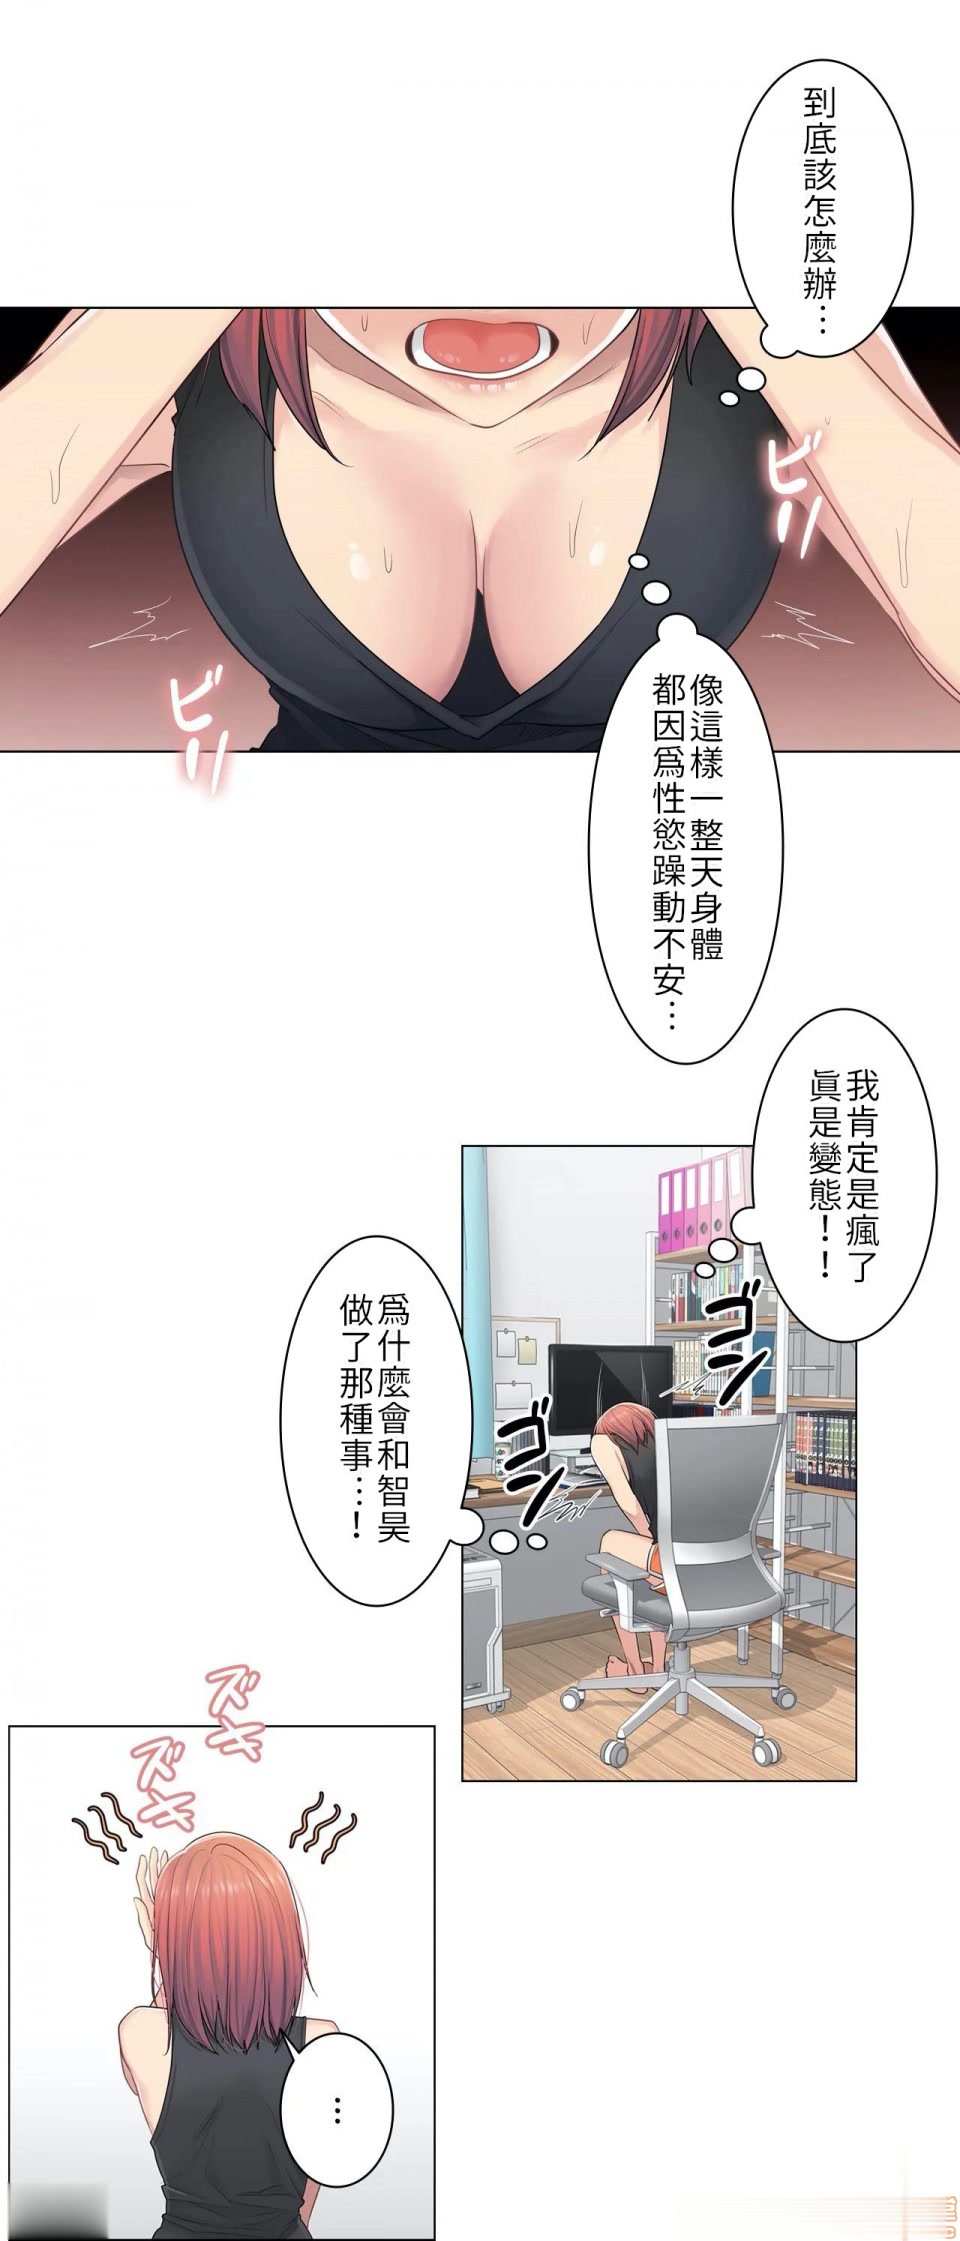 到底該怎麼辦…
ビ
リ
ビ
リ
像這樣一整天身體
都因爲性慾躁動不安…
我肯定是瘋了
眞是變態！！
ゴン
ゴン
爲什麼會和智昊
做了那種事…！
ズ
ズ
…